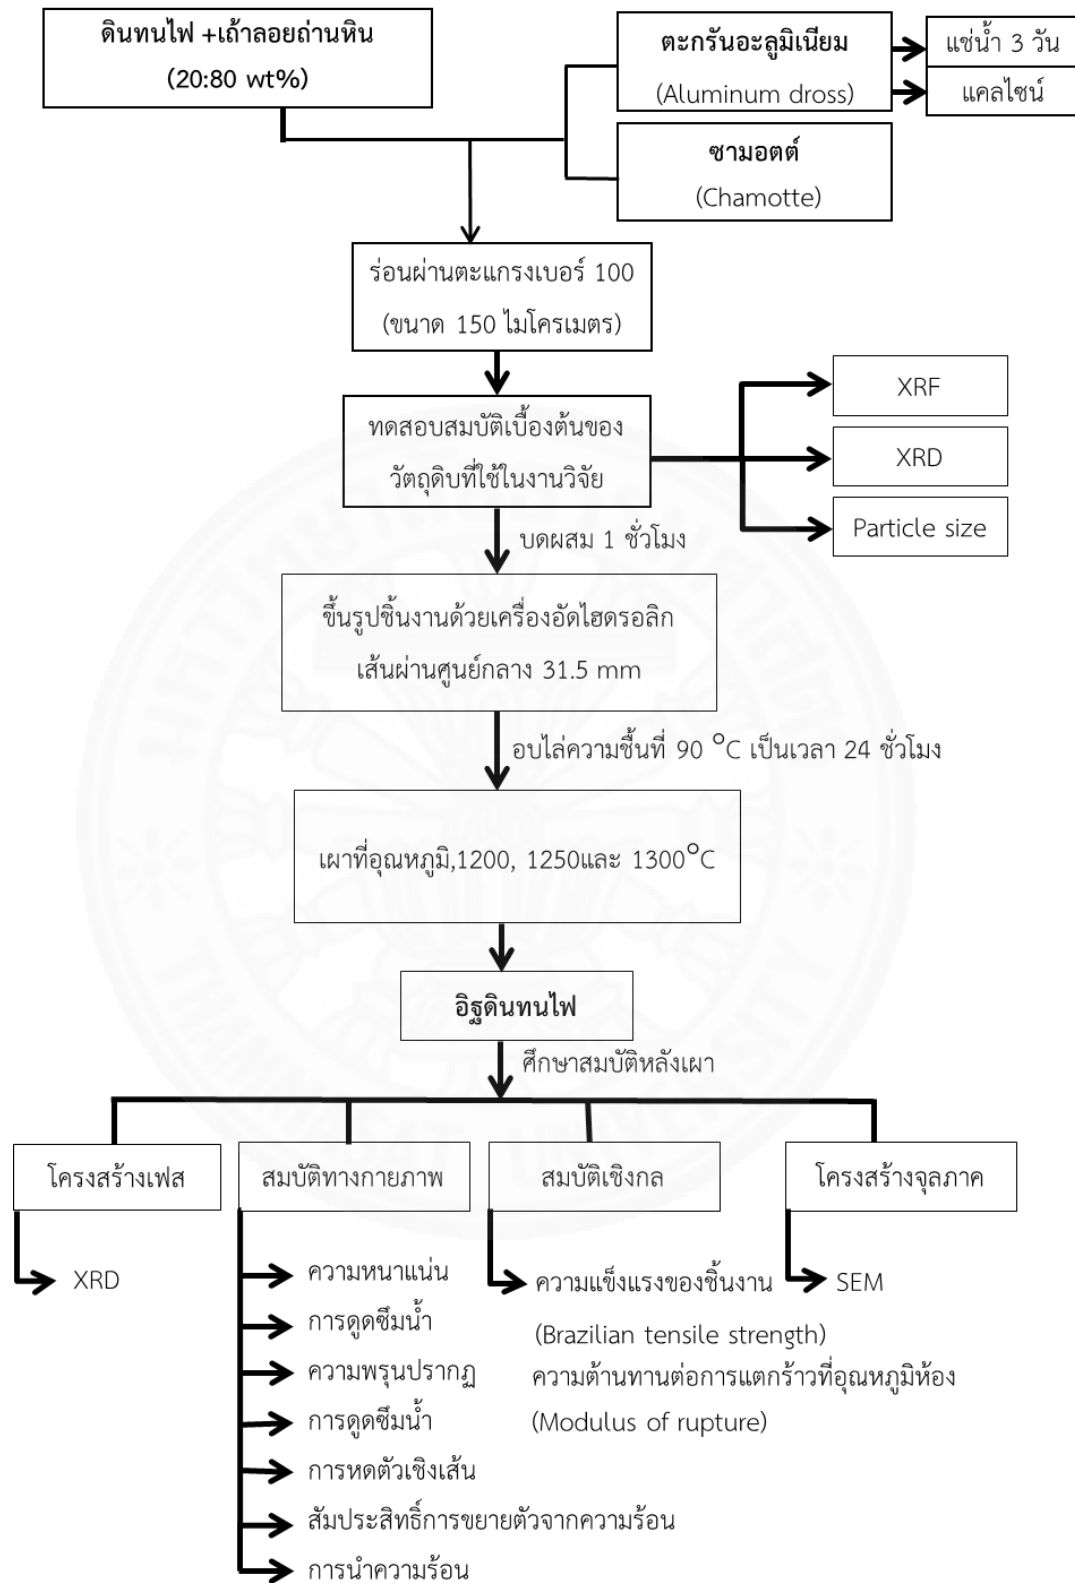 ดินทนไฟ +เถ้าลอยถ่านหิน
(20:80 wt%)
ตะกรันอะลูมิเนียม
(Aluminum dross)
แช่น้ำ 3 วัน
แคลไซน์
ชามอตต์
(Chamotte)
ร่อนผ่านตะแกรงเบอร์ 100
(ขนาด 150 ไมโครเมตร)
ทดสอบสมบัติเบื้องต้นของ
วัตถุดิบที่ใช้ในงานวิจัย
XRF
XRD
Particle size
บดผสม 1 ชั่วโมง
ขึ้นรูปชิ้นงานด้วยเครื่องอัดไฮดรอลิก
เส้นผ่านศูนย์กลาง 31.5 mm
อบไล่ความชื้นที่ 90 °C เป็นเวลา 24 ชั่วโมง
เผาที่อุณหภูมิ,1200, 1250และ 1300°C
อิฐดินทนไฟ
ศึกษาสมบัติหลังเผา
โครงสร้างเฟส
สมบัติทางกายภาพ
สมบัติเชิงกล
โครงสร้างจุลภาค
XRD
ความหนาแน่น
การดูดซึมน้ำ
ความพรุนปรากฏ
การดูดซึมน้ำ
การหดตัวเชิงเส้น
สัมประสิทธิ์การขยายตัวจากความร้อน
การนำความร้อน
ความแข็งแรงของชิ้นงาน
(Brazilian tensile strength)
ความต้านทานต่อการแตกร้าวที่อุณหภูมิห้อง
(Modulus of rupture)
SEM
THAMMASAT UNIVERSITY